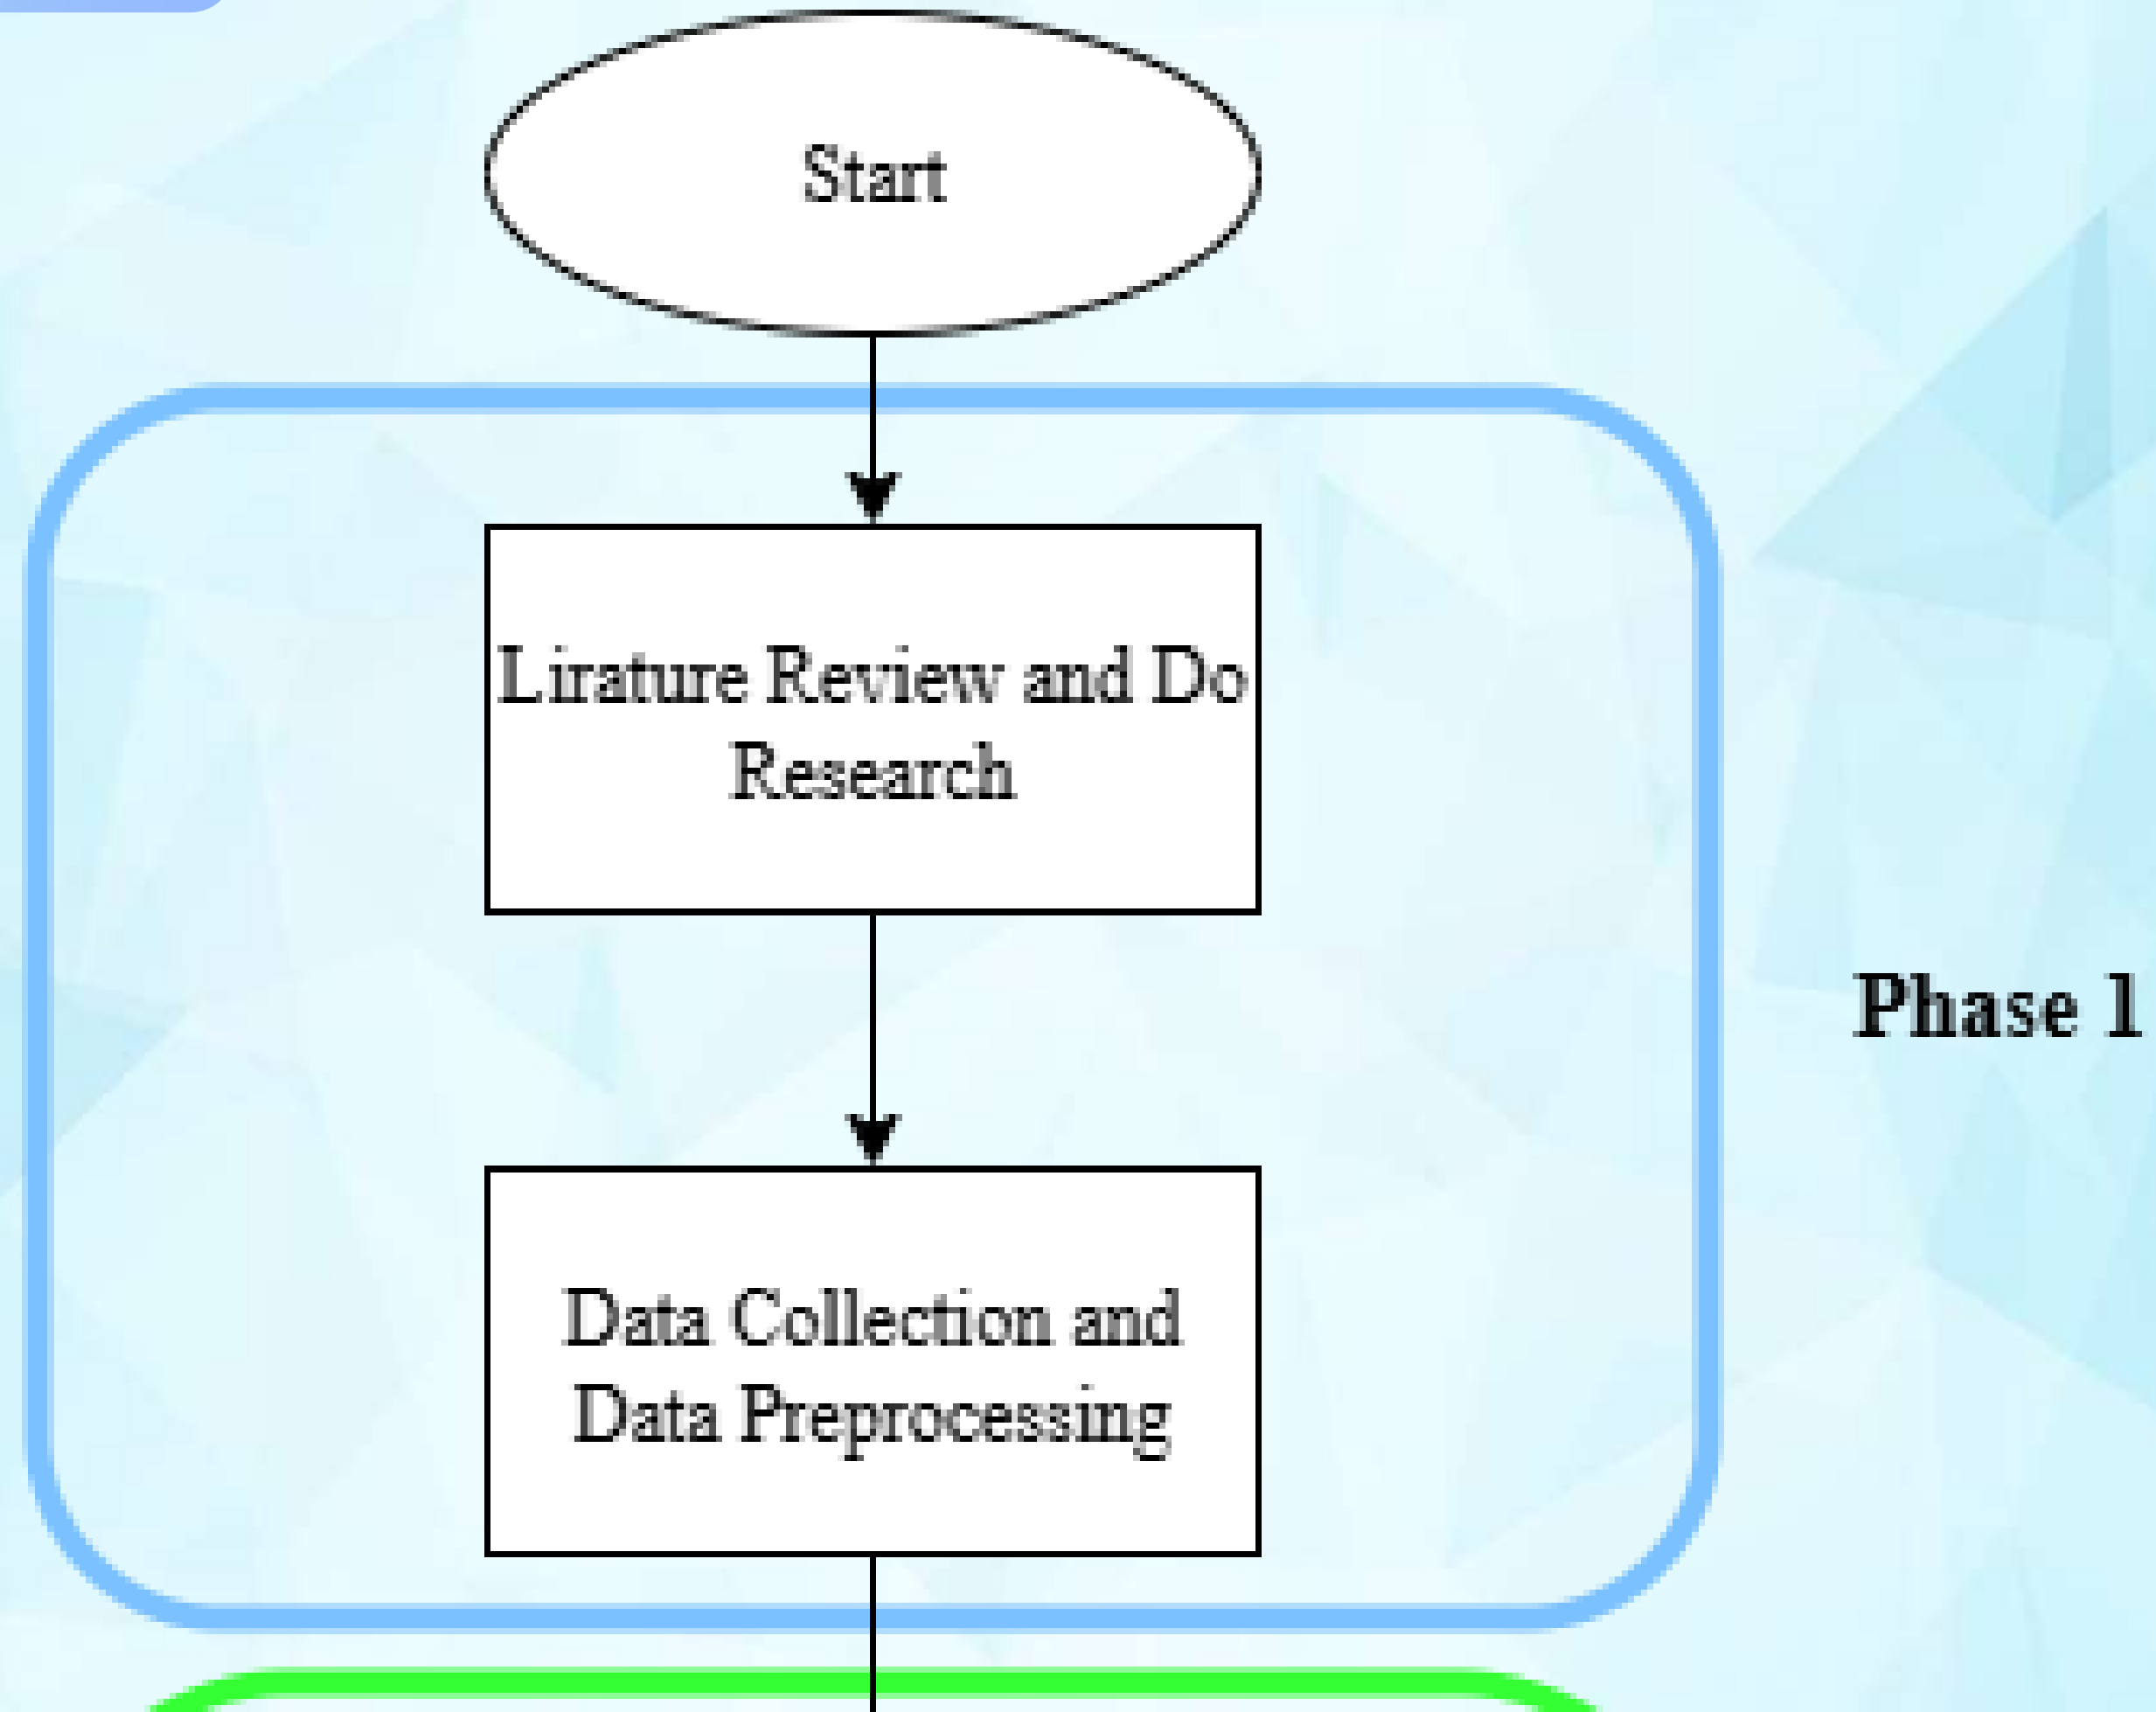 Start
Lirature Review and Do
Research
Phase 1
Data Collection and
Data Preprocessing